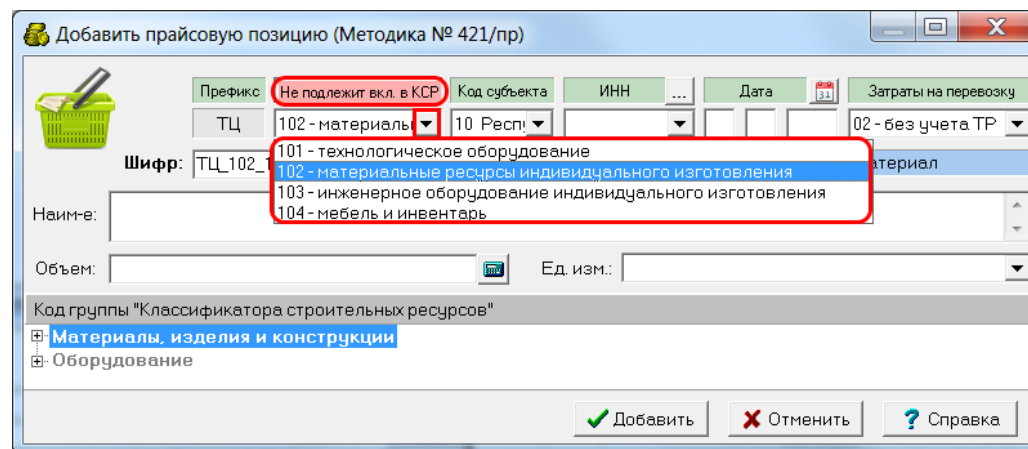 Добавить прайсовую позицию (Методика № 421/пр)
Префикс Не подлежит вкл. в КСР Код субъекта ИНН ... Дата 31 Затраты на перевозку
ТЦ 102 - материаль 10 Респ 02 - без учета ТР
Шифр: ТЦ_102_1 атериал
101 - технологическое оборудование
102 - материальные ресурсы индивидуального изготовления
103 - инженерное оборудование индивидуального изготовления
104 - мебель и инвентарь
Наим-е:
Объем: Ед. изм.:
Код группы "Классификатора строительных ресурсов"
Материалы, изделия и конструкции
Оборудование
Добавить Отменить Справка